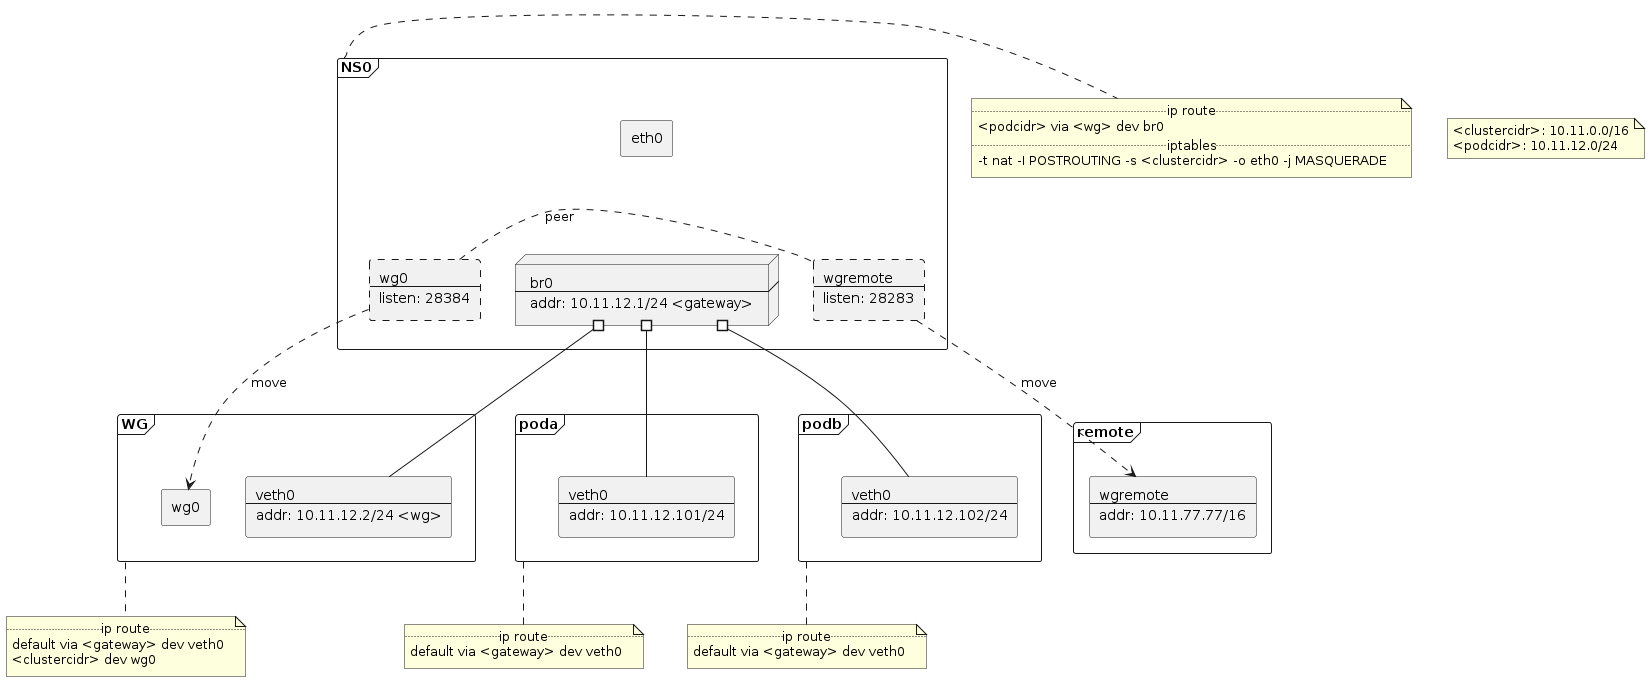 NS0
eth0
ip route
<podcidr> via <wg> dev br0
iptables
-t nat -I POSTROUTING -s <clustercidr> -o eth0 -j MASQUERADE
<clustercidr>: 10.11.0.0/16
<podcidr>: 10.11.12.0/24
peer
wg0
listen: 28384
br0
addr: 10.11.12.1/24 <gateway>
wgremote
listen: 28283
move
move
WG
wg0
veth0
addr: 10.11.12.2/24 <wg>
poda
veth0
addr: 10.11.12.101/24
podb
veth0
addr: 10.11.12.102/24
remote
wgremote
addr: 10.11.77.77/16
ip route
default via <gateway> dev veth0
<clustercidr> dev wg0
ip route
default via <gateway> dev veth0
ip route
default via <gateway> dev veth0